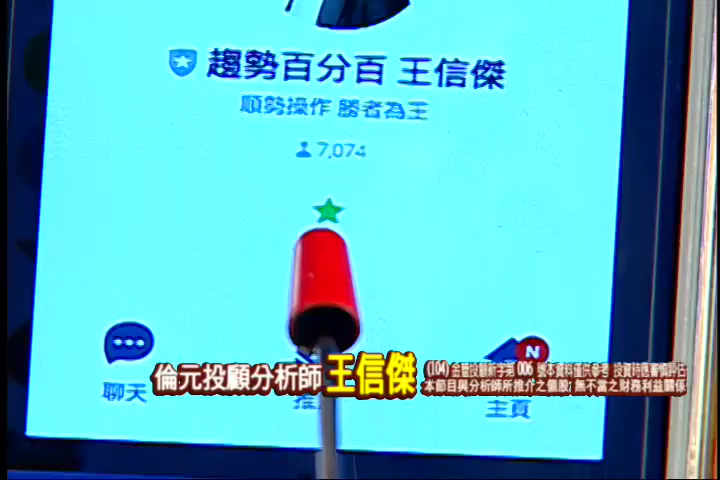 趨勢百分百 王信傑
順勢操作 勝者為王
7,074
N
聊天
主頁
倫元投顧分析師 王信傑
(104)金管投顧新字第 006 號本資料僅供參考 投資時應審慎評估
本節目與分析師所推介之個股,無不當之財務利益關係